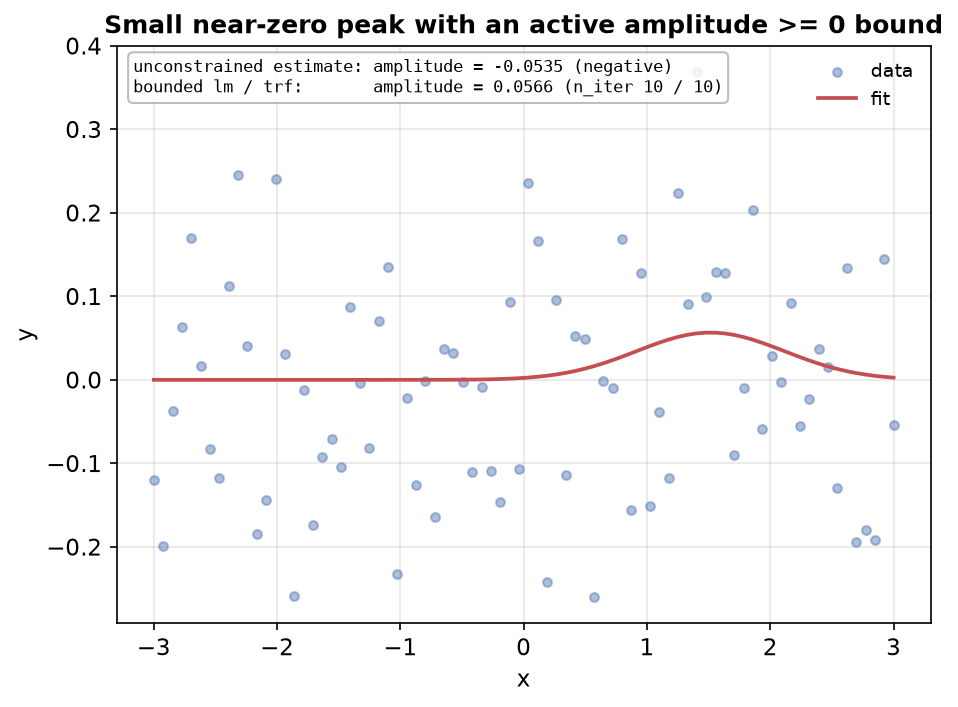 Small near-zero peak with an active amplitude >= 0 bound
unconstrained estimate: amplitude = -0.0535 (negative)
bounded lm / trf:       amplitude = 0.0566 (n_iter 10 / 10)
data
fit
0.4
0.3
0.2
0.1
0.0
−0.1
−0.2
y
−3 −2 −1 0 1 2 3
x